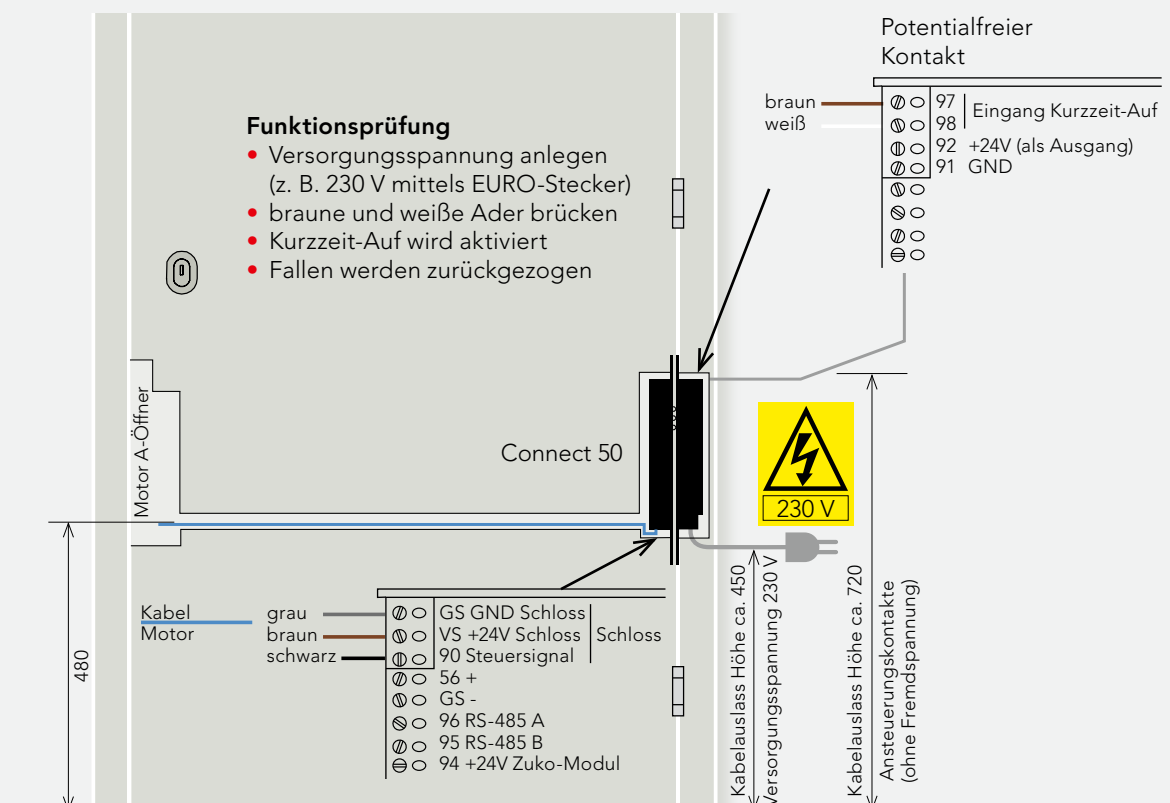 Potentialfreier
Kontakt
braun
weiß
97
98
Eingang Kurzzeit-Auf
92 +24V (als Ausgang)
91 GND
Funktionsprüfung
• Versorgungsspannung anlegen
(z. B. 230 V mittels EURO-Stecker)
• braune und weiße Ader brücken
• Kurzzeit-Auf wird aktiviert
• Fallen werden zurückgezogen
Motor A-Öffner
Connect 50
230 V
Kabel
Motor
grau
braun
schwarz
GS GND Schloss
VS +24V Schloss
90 Steuersignal
Schloss
56 +
GS -
96 RS-485 A
95 RS-485 B
94 +24V Zuko-Modul
480
Kabelauslass Höhe ca. 450
Versorgungsspannung 230 V
Kabelauslass Höhe ca. 720
Ansteuerungskontakte
(ohne Fremdspannung)